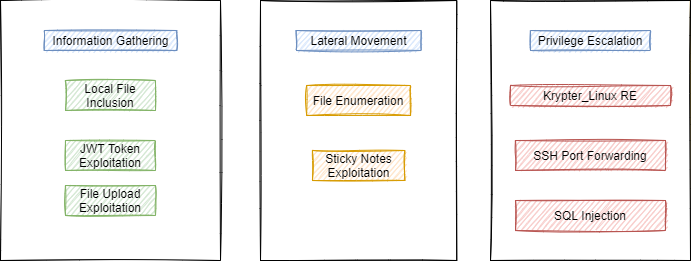 Information Gathering
Local File
Inclusion
JWT Token
Exploitation
File Upload
Exploitation
Lateral Movement
File Enumeration
Sticky Notes
Exploitation
Privilege Escalation
Krypter_Linux RE
SSH Port Forwarding
SQL Injection